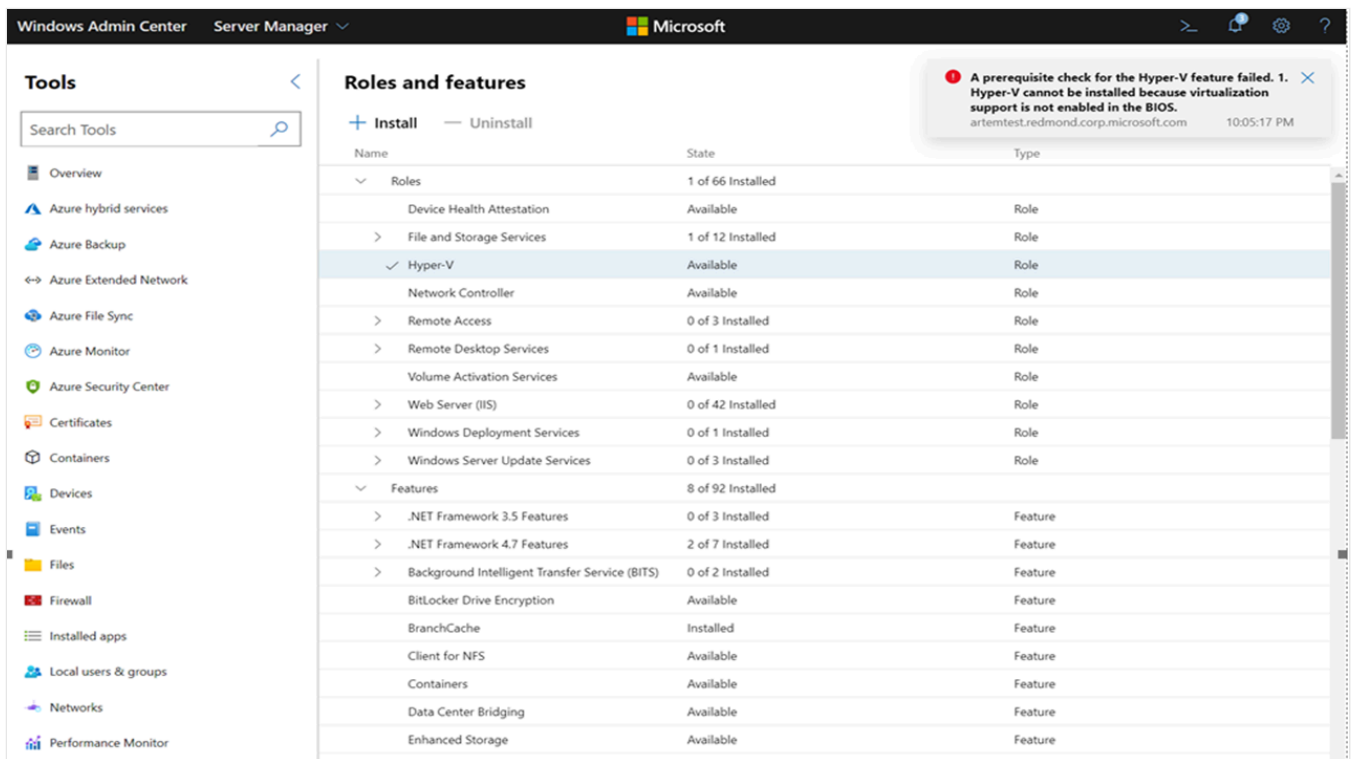 Windows Admin Center Server Manager Microsoft >_ 3 ?
Tools
Search Tools
Overview
Azure hybrid services
Azure Backup
Azure Extended Network
Azure File Sync
Azure Monitor
Azure Security Center
Certificates
Containers
Devices
Events
Files
Firewall
Installed apps
Local users & groups
Networks
Performance Monitor
Roles and features
Install Uninstall
A prerequisite check for the Hyper-V feature failed. 1.
Hyper-V cannot be installed because virtualization
support is not enabled in the BIOS.
artemtest.redmond.corp.microsoft.com 10:05:17 PM
Name State Type
Roles 1 of 66 Installed
Device Health Attestation Available Role
File and Storage Services 1 of 12 Installed Role
Hyper-V Available Role
Network Controller Available Role
Remote Access 0 of 3 Installed Role
Remote Desktop Services 0 of 1 Installed Role
Volume Activation Services Available Role
Web Server (IIS) 0 of 42 Installed Role
Windows Deployment Services 0 of 1 Installed Role
Windows Server Update Services 0 of 3 Installed Role
Features 8 of 92 Installed
.NET Framework 3.5 Features 0 of 3 Installed Feature
.NET Framework 4.7 Features 2 of 7 Installed Feature
Background Intelligent Transfer Service (BITS) 0 of 2 Installed Feature
BitLocker Drive Encryption Available Feature
BranchCache Installed Feature
Client for NFS Available Feature
Containers Available Feature
Data Center Bridging Available Feature
Enhanced Storage Available Feature